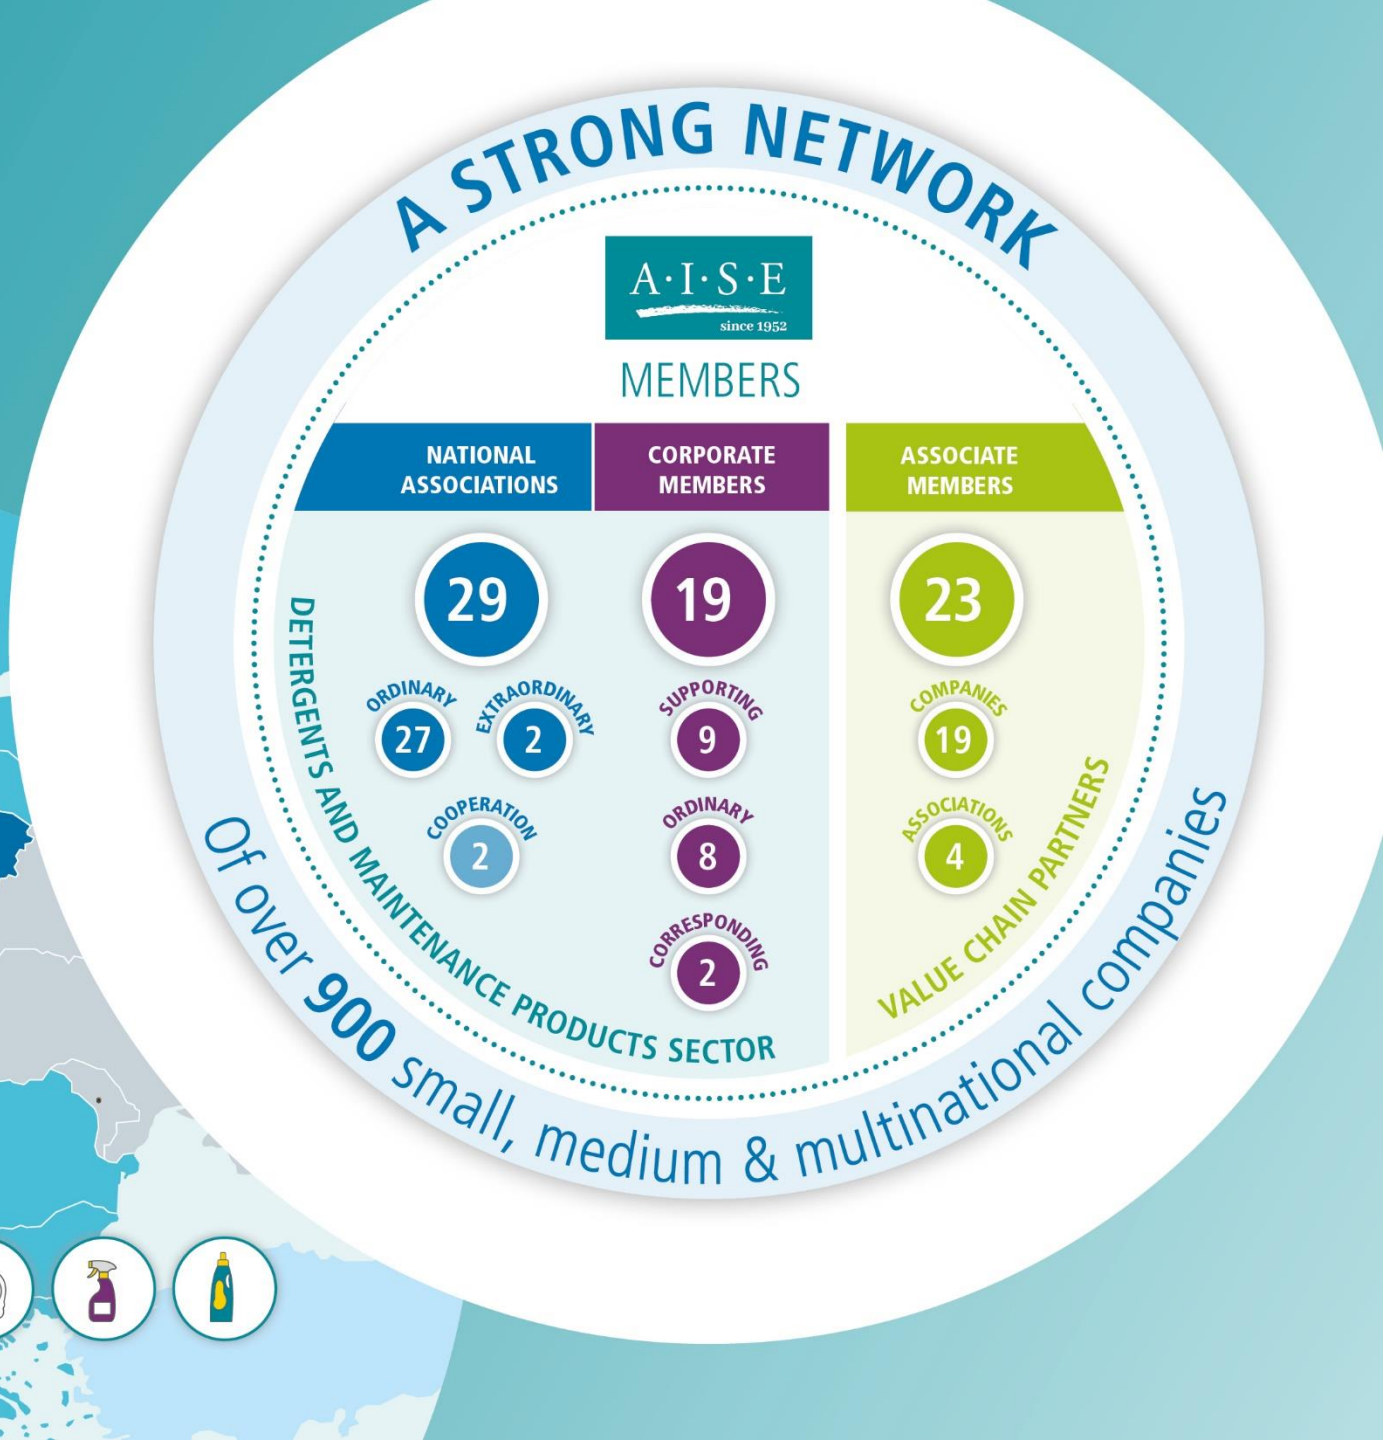 A STRONG NETWORK
A·I·S·E
since 1952
MEMBERS
NATIONAL
ASSOCIATIONS
29
ORDINARY
27
EXTRAORDINARY
2
COOPERATION
2
CORPORATE
MEMBERS
19
SUPPORTING
9
ORDINARY
8
CORRESPONDING
2
DETERGENTS AND MAINTENANCE PRODUCTS SECTOR
ASSOCIATE
MEMBERS
23
COMPANIES
19
ASSOCIATIONS
4
VALUE CHAIN PARTNERS
Of over 900 small, medium & multinational companies